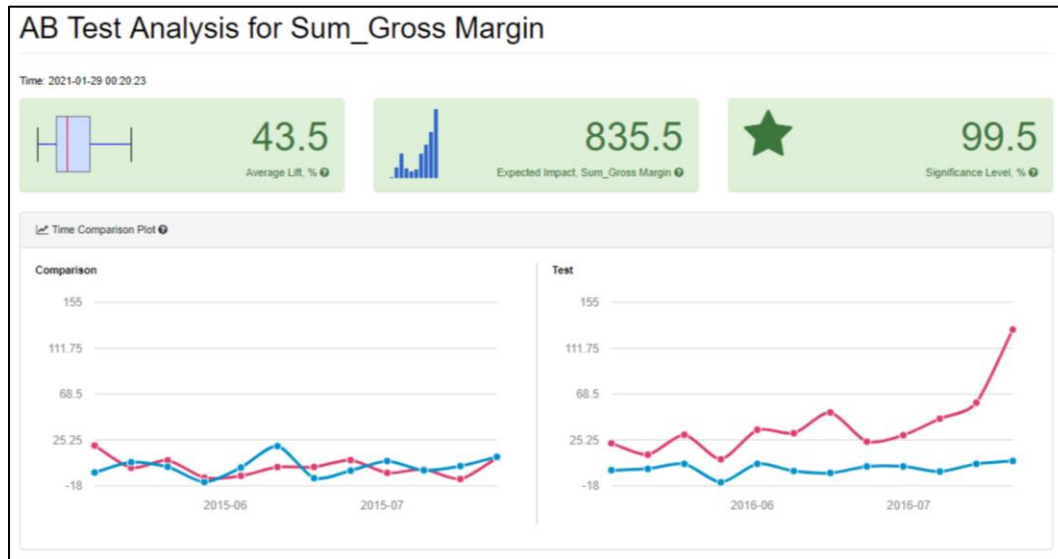 AB Test Analysis for Sum_Gross Margin
Time: 2021-01-29 00:20:23
43.5
Average Lift, %
835.5
Expected Impact, Sum_Gross Margin
99.5
Significance Level, %
Time Comparison Plot
Comparison
155
111.75
68.5
25.25
-18
2015-06 2015-07
Test
155
111.75
68.5
25.25
-18
2016-06 2016-07